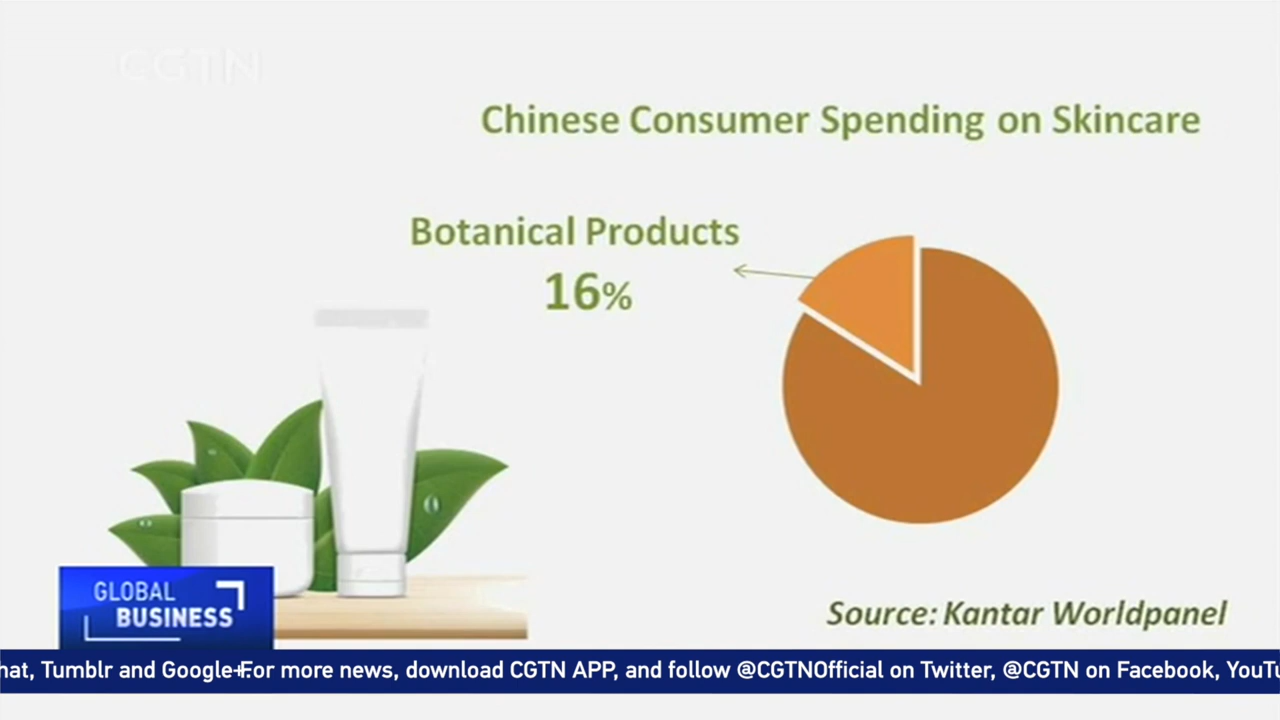 CGTN
Chinese Consumer Spending on Skincare
Botanical Products
16%
GLOBAL
BUSINESS
Source: Kantar Worldpanel
hat, Tumblr and Google+For more news, download CGTN APP, and follow @CGTNOfficial on Twitter, @CGTN on Facebook, YouTu